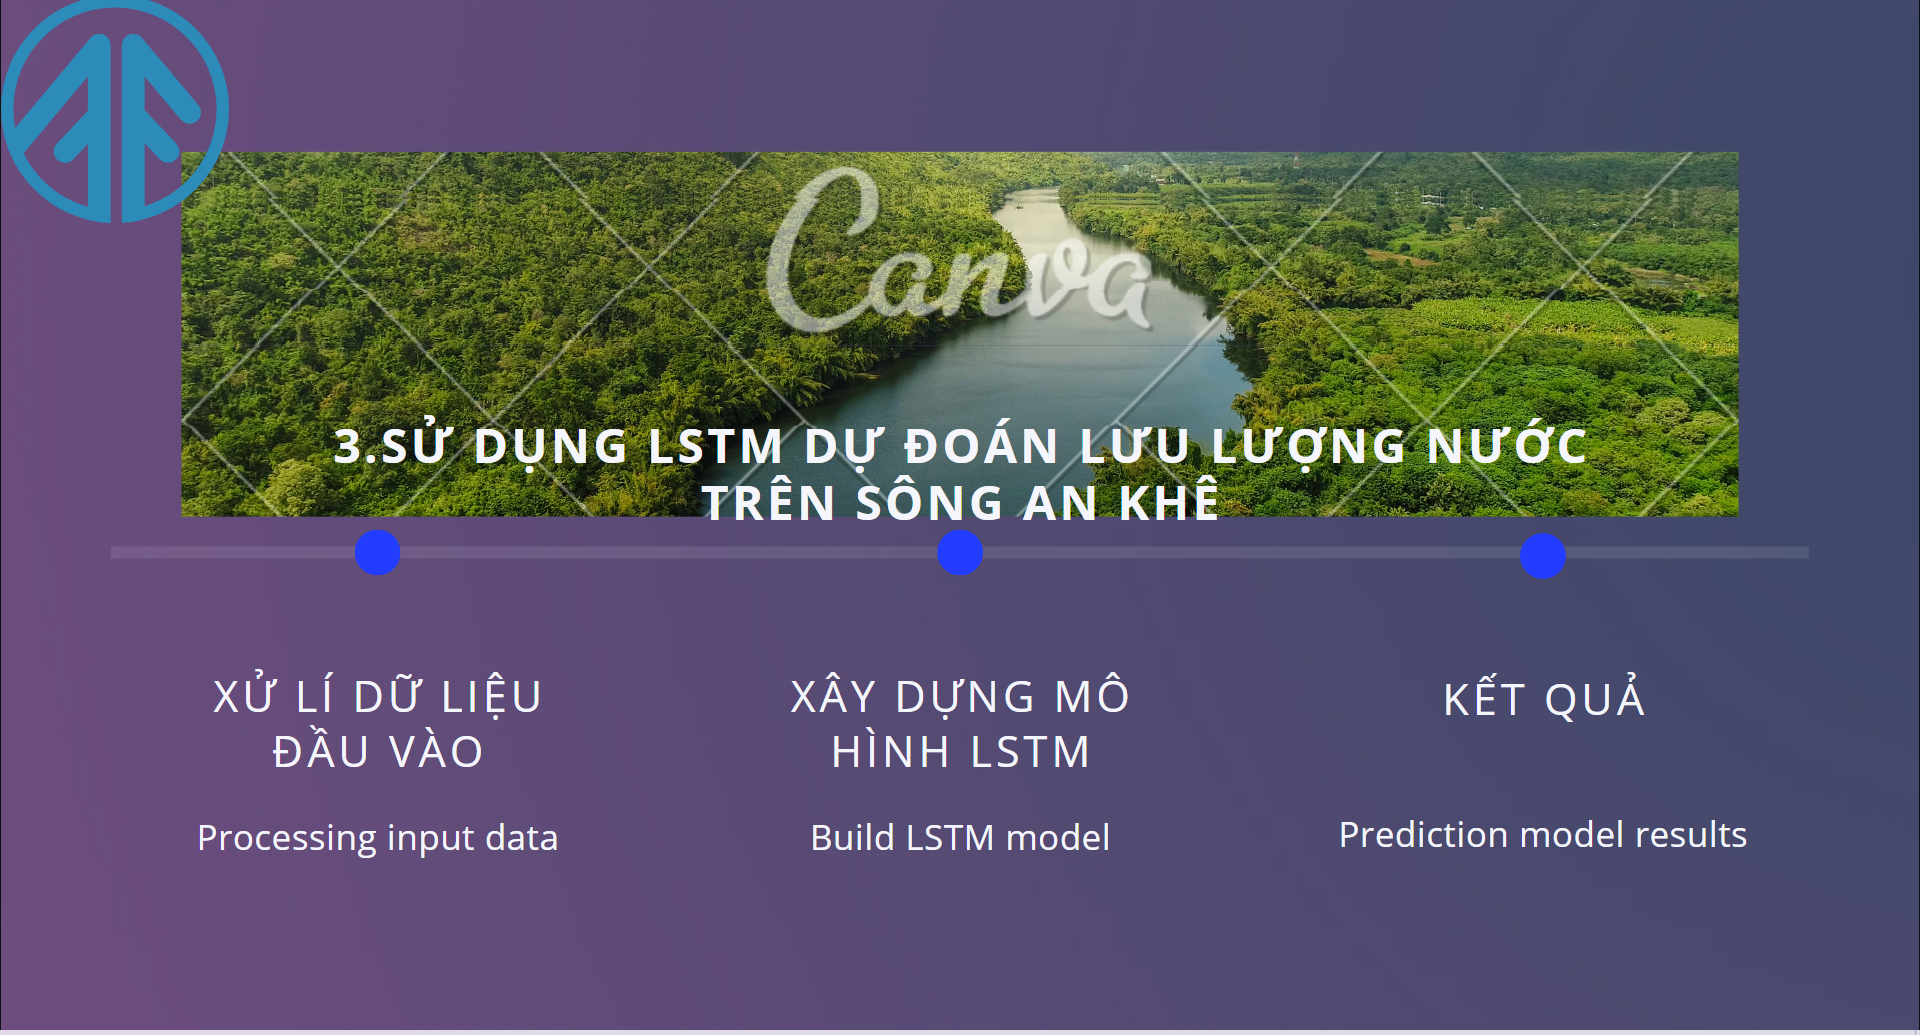 Canva
3.SỬ DỤNG LSTM DỰ ĐOÁN LƯU LƯỢNG NƯỚC
TRÊN SÔNG AN KHÊ
XỬ LÍ DỮ LIỆU
ĐẦU VÀO
Processing input data
XÂY DỰNG MÔ
HÌNH LSTM
Build LSTM model
KẾT QUẢ
Prediction model results